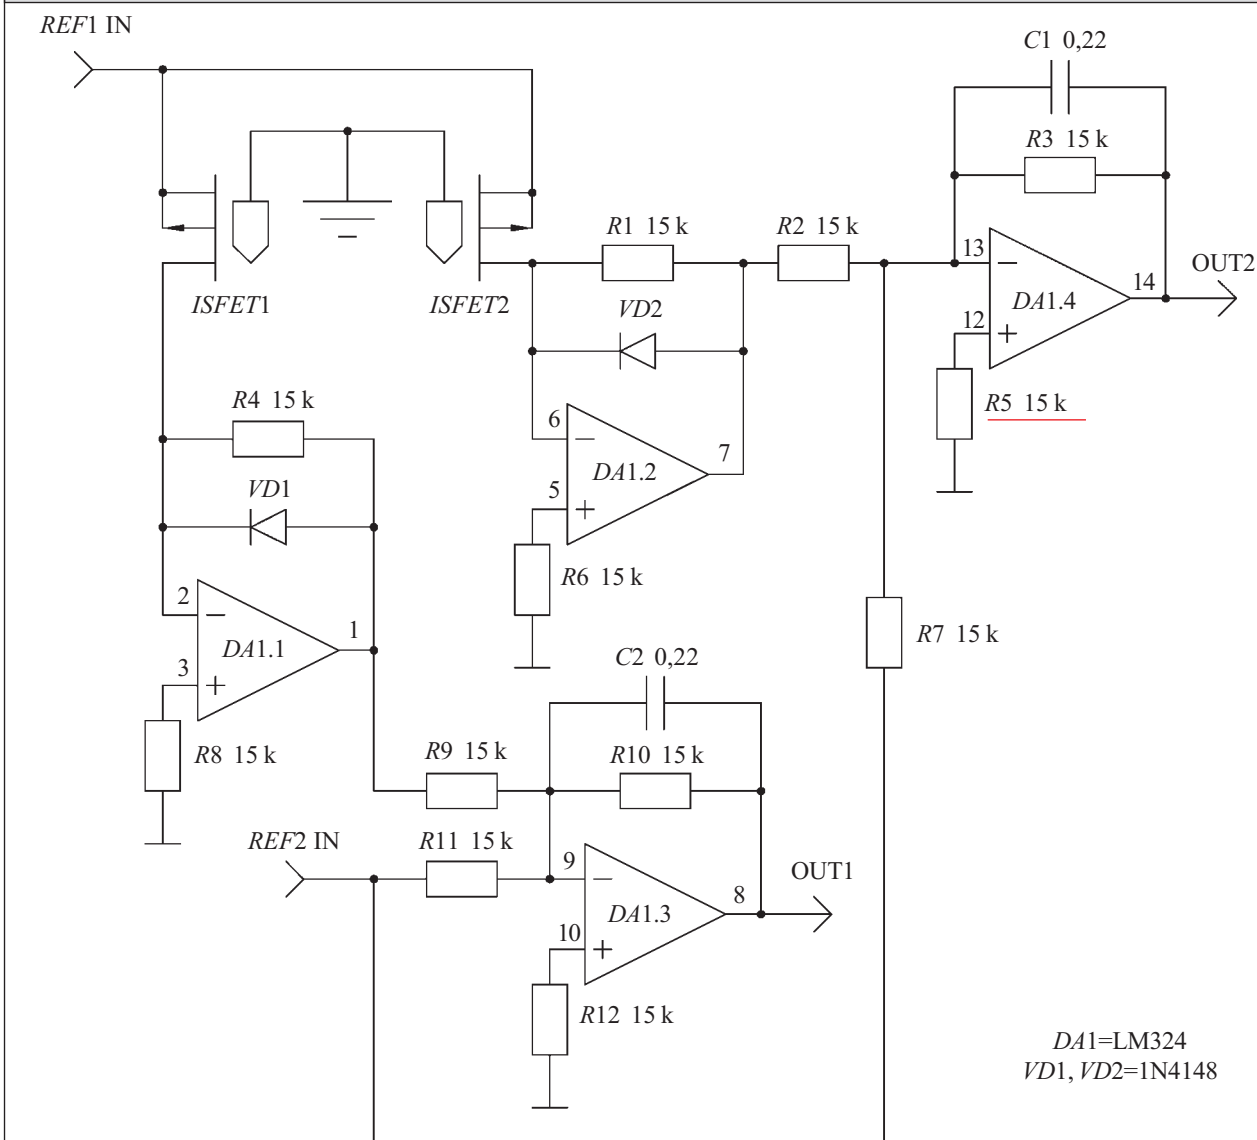 REF1 IN
C1 0,22
R3 15 k
R1 15 k
R2 15 k
13
−
14
OUT2
DA1.4
12
+
ISFET1
ISFET2
VD2
R5 15 k
R4 15 k
6
−
7
DA1.2
5
+
VD1
R6 15 k
2
−
1
DA1.1
3
+
R7 15 k
C2 0,22
R8 15 k
R9 15 k
R10 15 k
REF2 IN
R11 15 k
9
−
8
OUT1
DA1.3
10
+
R12 15 k
DA1=LM324
VD1, VD2=1N4148